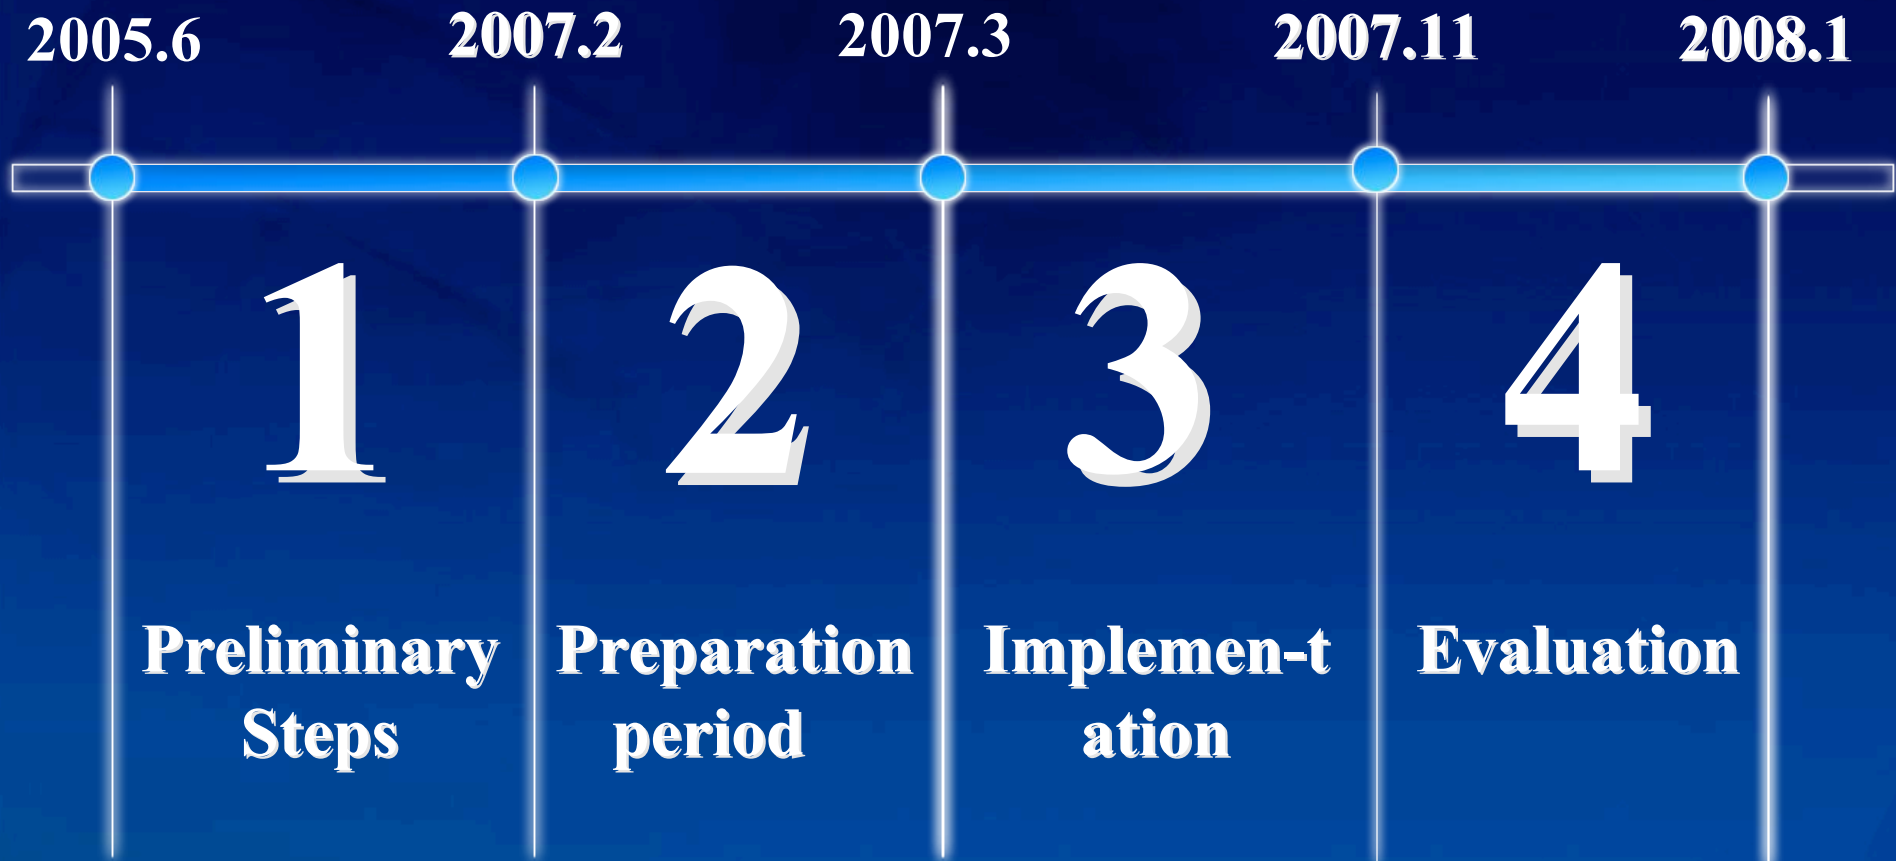 2005.6
2007.2
2007.3
2007.11
2008.1
1
2
3
4
Preliminary
Steps
Preparation
period
Implemen-t
ation
Evaluation